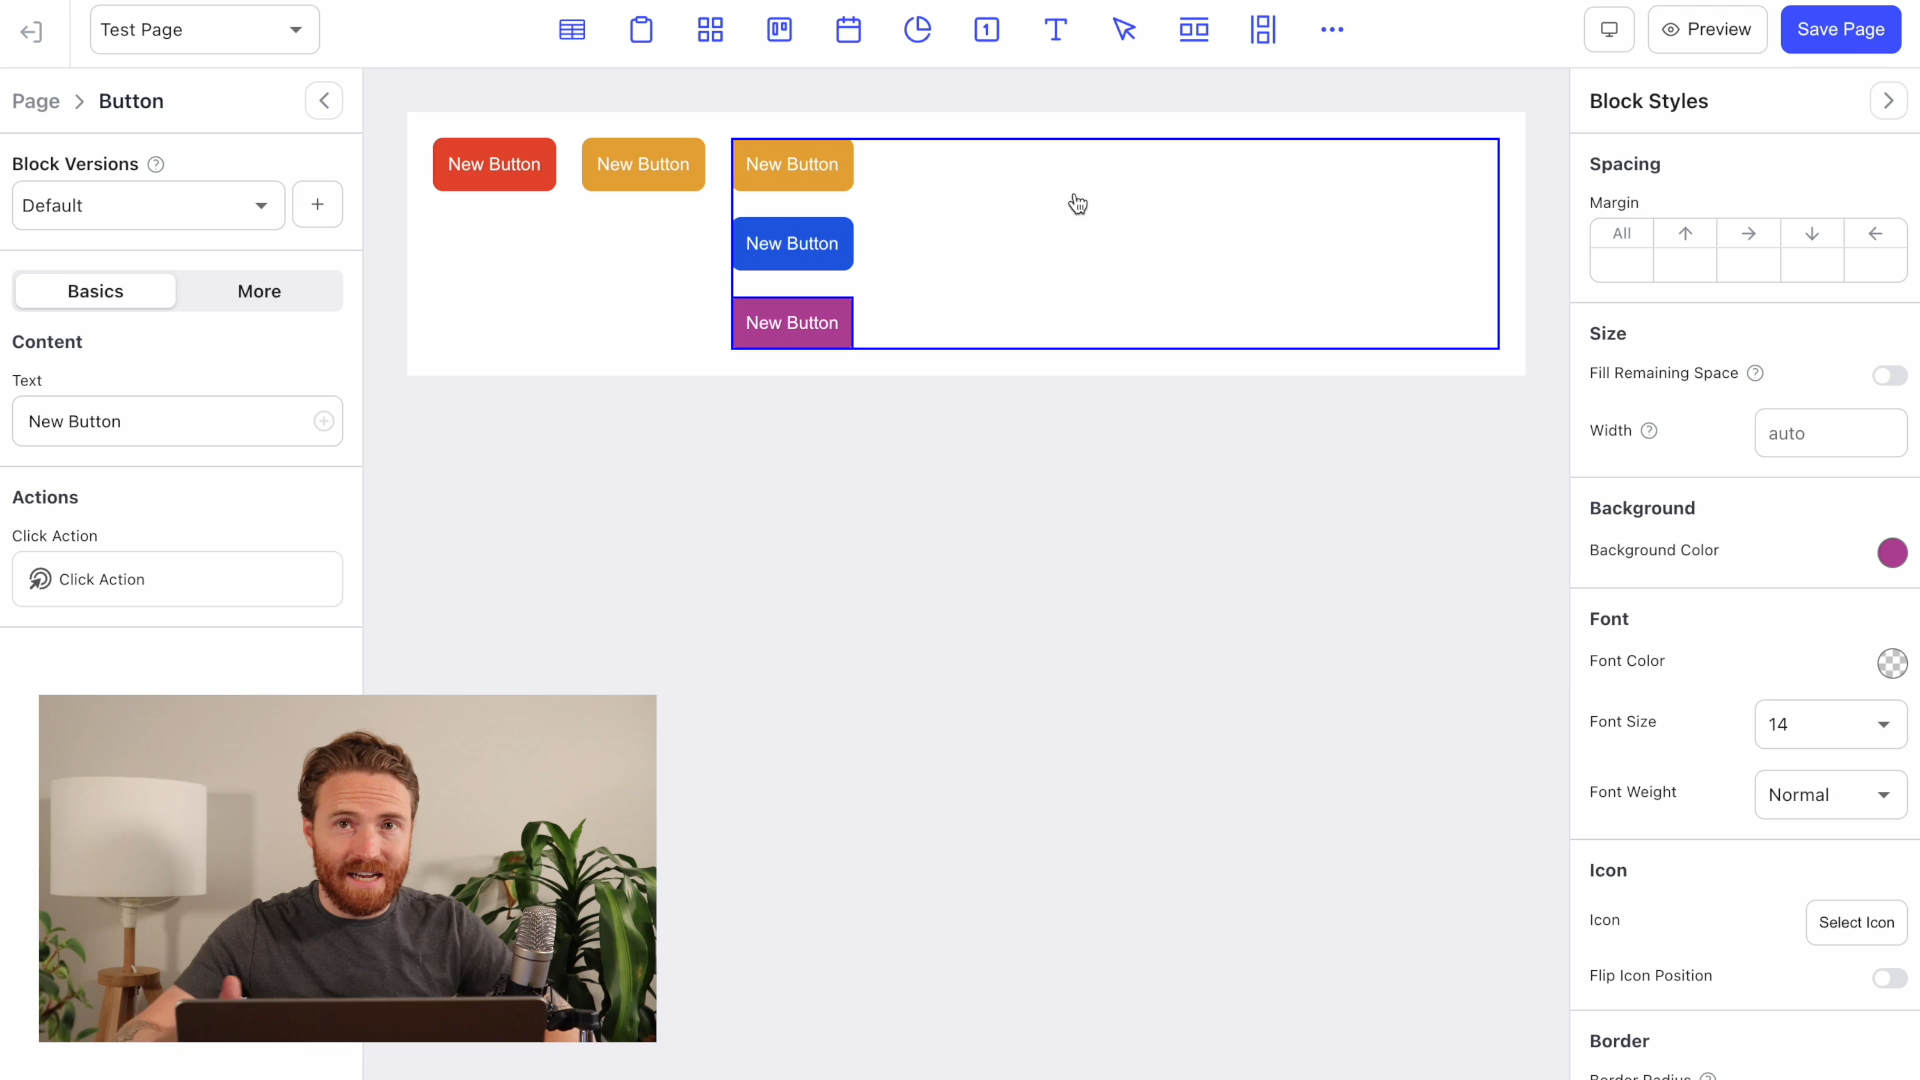 Test Page
1
Preview
Save Page
Page > Button
Block Versions ?
Default
+
Basics
More
Content
Text
New Button
Actions
Click Action
Click Action
New Button
New Button
New Button
New Button
New Button
Block Styles
Spacing
Margin
All
Size
Fill Remaining Space ?
Width ?
auto
Background
Background Color
Font
Font Color
Font Size
14
Font Weight
Normal
Icon
Icon
Select Icon
Flip Icon Position
Border
Border Radius ?